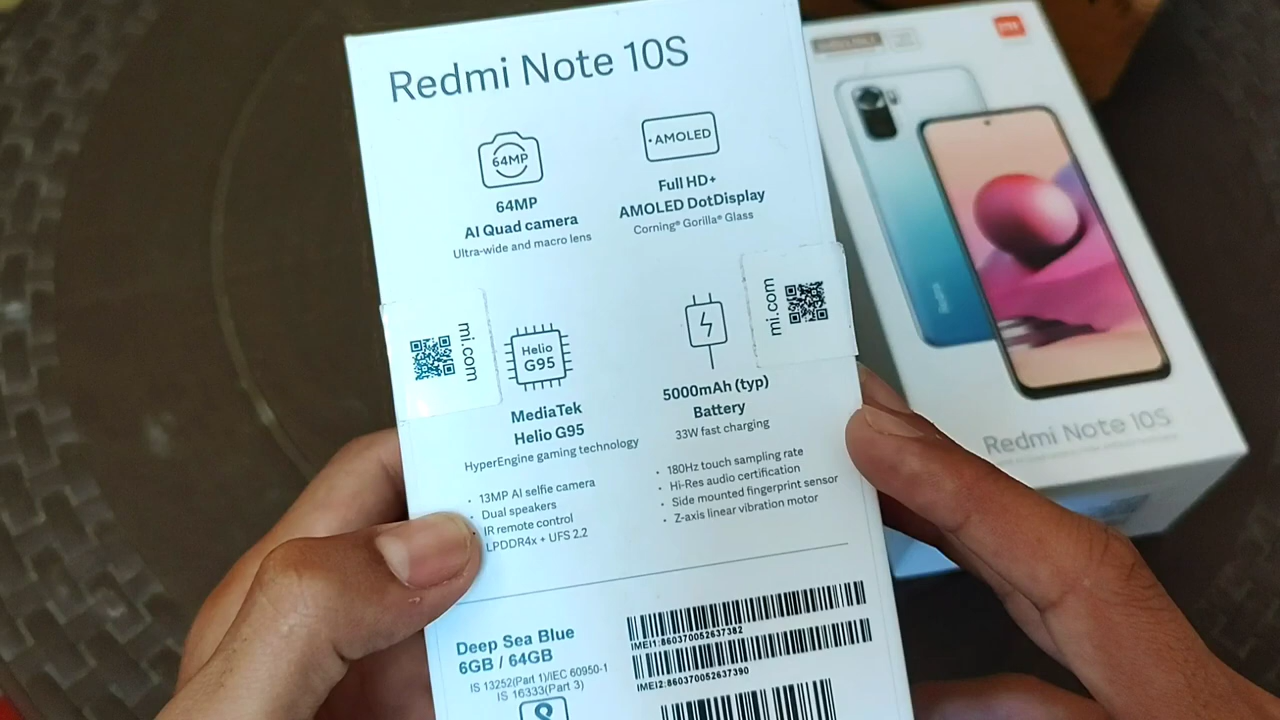 Redmi Note 10S
64MP
64MP
AI Quad camera
Ultra-wide and macro lens
AMOLED
Full HD+
AMOLED DotDisplay
Corning® Gorilla® Glass
mi.com
Helio
G95
MediaTek
Helio G95
HyperEngine gaming technology
mi.com
5000mAh (typ)
Battery
33W fast charging
• 13MP AI selfie camera
• Dual speakers
• IR remote control
LPDDR4x + UFS 2.2
• 180Hz touch sampling rate
• Hi-Res audio certification
• Side mounted fingerprint sensor
• Z-axis linear vibration motor
Deep Sea Blue
6GB / 64GB
IS 13252(Part 1)/IEC 60950-1
IS 16333(Part 3)
IMEI1:860370052637382
IMEI2:860370052637390
Redmi
Redmi Note 10S